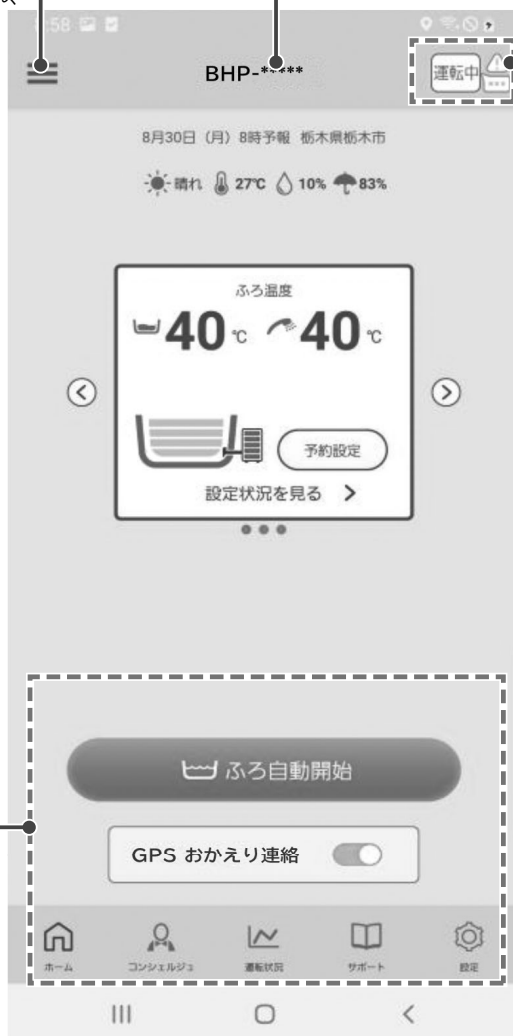 8:58
BHP-*****
運転中
8月30日（月）8時予報 栃木県栃木市
晴れ 27℃ 10% 83%
ふろ温度
40℃ 40℃
予約設定
設定状況を見る >
ふろ自動開始
GPS おかえり連絡
ホーム コンシェルジュ 運転状況 サポート 設定